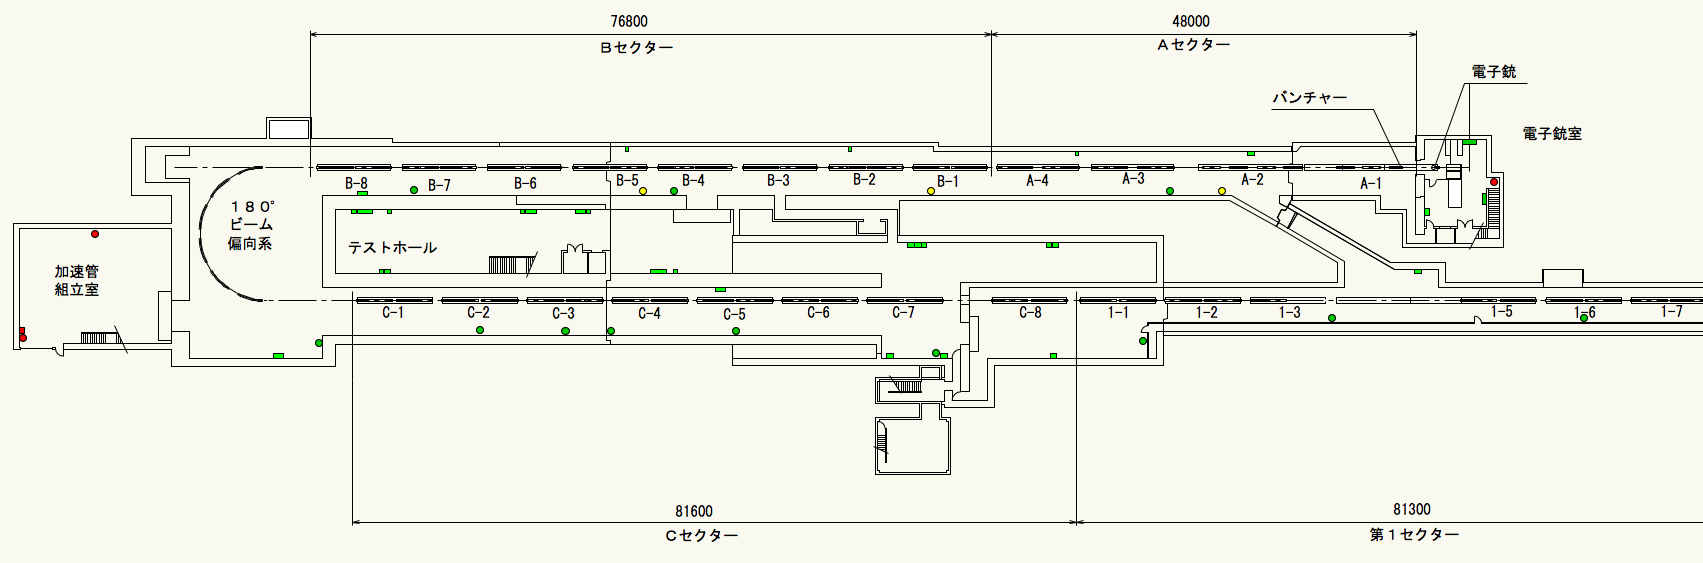 76800
48000
Bセクター
Aセクター
電子銃
バンチャー
電子銃室
B-8
B-7
B-6
B-5
B-4
B-3
B-2
B-1
A-4
A-3
A-2
A-1
180°
ビーム
偏向系
テストホール
加速管
組立室
C-1
C-2
C-3
C-4
C-5
C-6
C-7
C-8
1-1
1-2
1-3
1-5
1-6
1-7
81600
81300
Cセクター
第1セクター